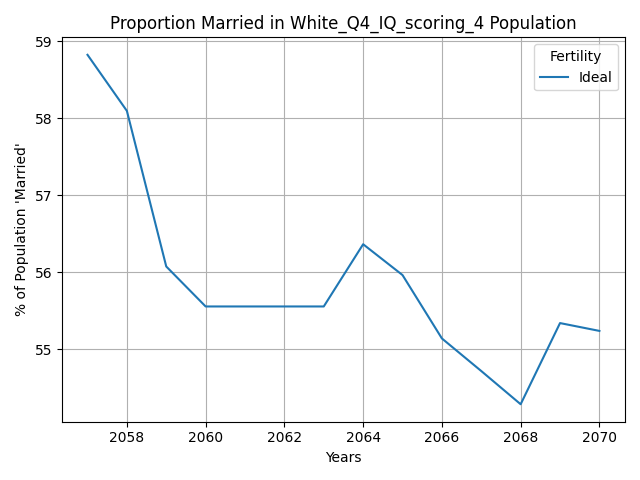 Proportion Married in White_Q4_IQ_scoring_4 Population
Fertility
Ideal
% of Population 'Married'
59
58
57
56
55
2058 2060 2062 2064 2066 2068 2070
Years